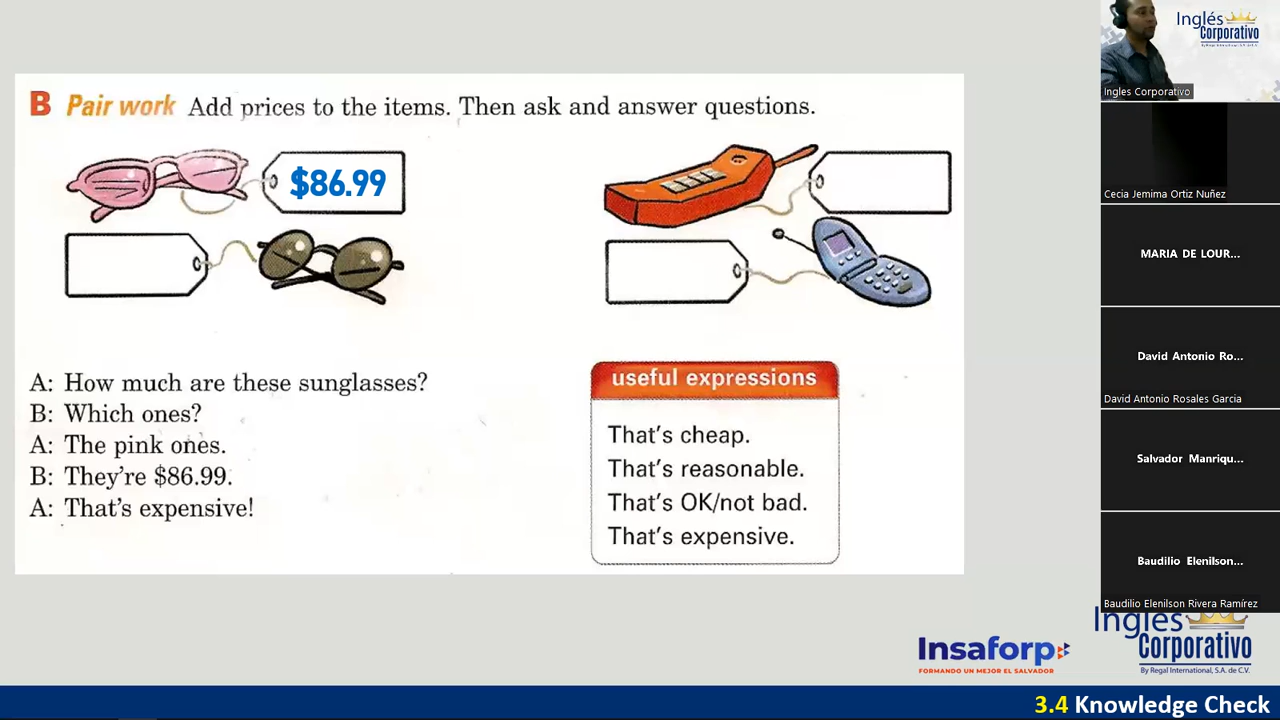 B Pair work Add prices to the items. Then ask and answer questions.
$86.99
A: How much are these sunglasses?
B: Which ones?
A: The pink ones.
B: They're $86.99.
A: That's expensive!
useful expressions
That's cheap.
That's reasonable.
That's OK/not bad.
That's expensive.
Inglés
Corporativo
By Regal International, S.A. de C.V.
Ingles Corporativo
Cecia Jemima Ortiz Nuñez
MARIA DE LOUR...
David Antonio Ro...
David Antonio Rosales Garcia
Salvador Manriqu...
Baudilio Elenilson...
Baudilio Elenilson Rivera Ramírez
Insaforp
FORMANDO UN MEJOR EL SALVADOR
Inglés
Corporativo
By Regal International, S.A. de C.V.
3.4 Knowledge Check